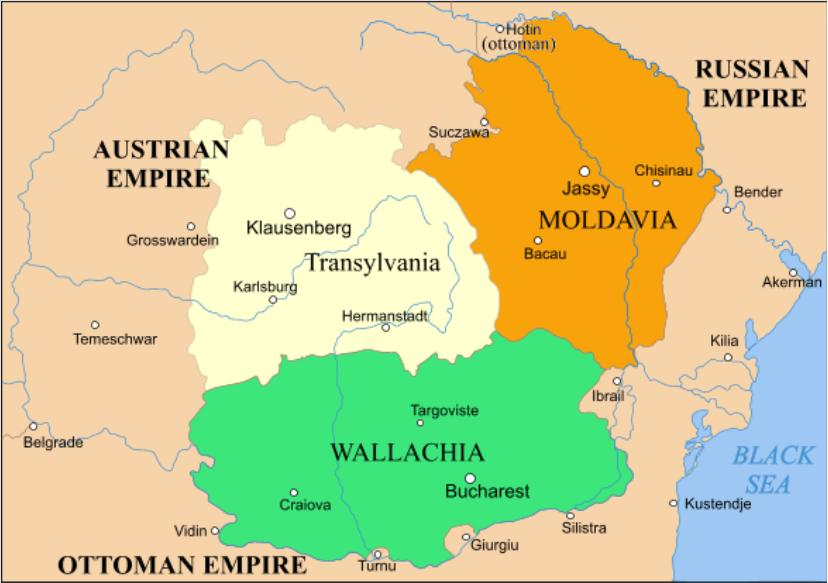 Hotin
(ottoman)
RUSSIAN
EMPIRE
Suczawa
AUSTRIAN
EMPIRE
Chisinau
Jassy
Bender
MOLDAVIA
Klausenberg
Grosswardein
Bacau
Transylvania
Akerman
Karlsburg
Hermanstadt
Temeschwar
Kilia
Ibrail
Targoviste
Belgrade
WALLACHIA
BLACK
SEA
Bucharest
Craiova
Kustendje
Silistra
Vidin
Giurgiu
OTTOMAN EMPIRE
Turnu